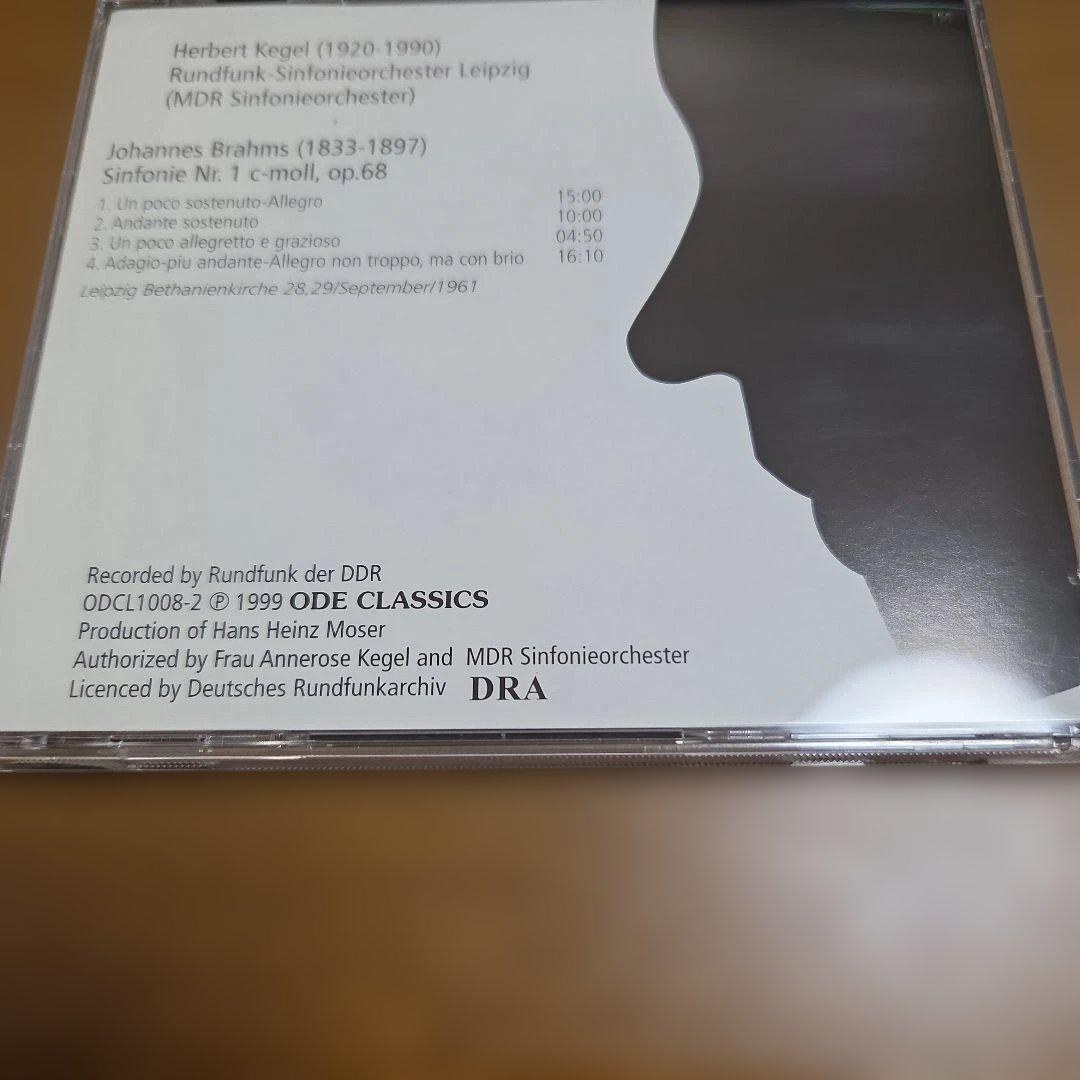 Herbert Kegel (1920-1990)
Rundfunk-Sinfonieorchester Leipzig
(MDR Sinfonieorchester)
Johannes Brahms (1833-1897)
Sinfonie Nr. 1 c-moll, op.68
1. Un poco sostenuto-Allegro 15:00
2. Andante sostenuto 10:00
3. Un poco allegretto e grazioso 04:50
4. Adagio-piu andante-Allegro non troppo, ma con brio 16:10
Leipzig Bethanienkirche 28,29/September/1961
Recorded by Rundfunk der DDR
ODCL1008-2 ℗ 1999 ODE CLASSICS
Production of Hans Heinz Moser
Authorized by Frau Annerose Kegel and MDR Sinfonieorchester
Licenced by Deutsches Rundfunkarchiv DRA